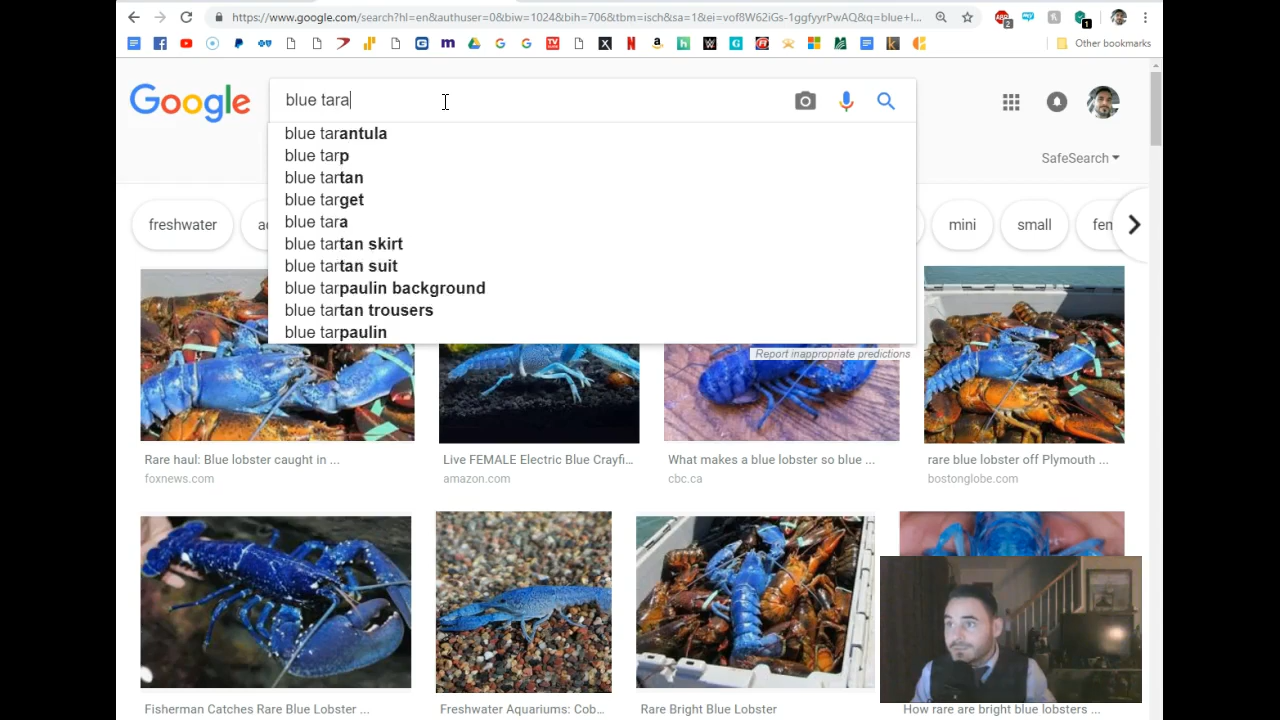 https://www.google.com/search?hl=en&authuser=0&biw=1024&bih=706&tbm=isch&sa=1&ei=vof8W62iGs-1ggfyyrPwAQ&q=blue+l...
Other bookmarks
Google
blue tara
SafeSearch
blue tarantula
blue tarp
blue tartan
blue target
blue tara
blue tartan skirt
blue tartan suit
blue tarpaulin background
blue tartan trousers
blue tarpaulin
Report inappropriate predictions
freshwater
mini
small
Rare haul: Blue lobster caught in ...
foxnews.com
Live FEMALE Electric Blue Crayfi...
amazon.com
What makes a blue lobster so blue ...
cbc.ca
rare blue lobster off Plymouth ...
bostonglobe.com
Fisherman Catches Rare Blue Lobster ...
Freshwater Aquariums: Cob...
Rare Bright Blue Lobster
How rare are bright blue lobsters ...